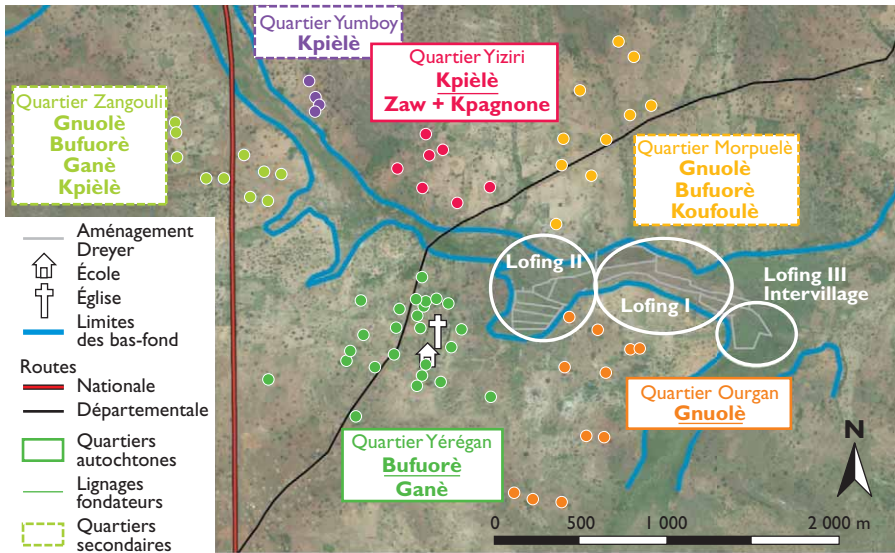 Quartier Yumboy
Kpièlè
Quartier Yiziri
Kpièlè
Zaw + Kpagnone
Quartier Zangouli
Gnuolè
Bufuorè
Ganè
Kpièlè
Quartier Morpuelè
Gnuolè
Bufuorè
Koufoulè
Aménagement
Dreyer
École
Église
Limites
des bas-fond
Routes
Nationale
Départementale
Quartiers
autochtones
Lignages
fondateurs
Quartiers
secondaires
Lofing II
Lofing I
Lofing III
Intervillage
Quartier Ourgan
Gnuolè
Quartier Yérégan
Bufuorè
Ganè
N
0 500 1 000 2 000 m